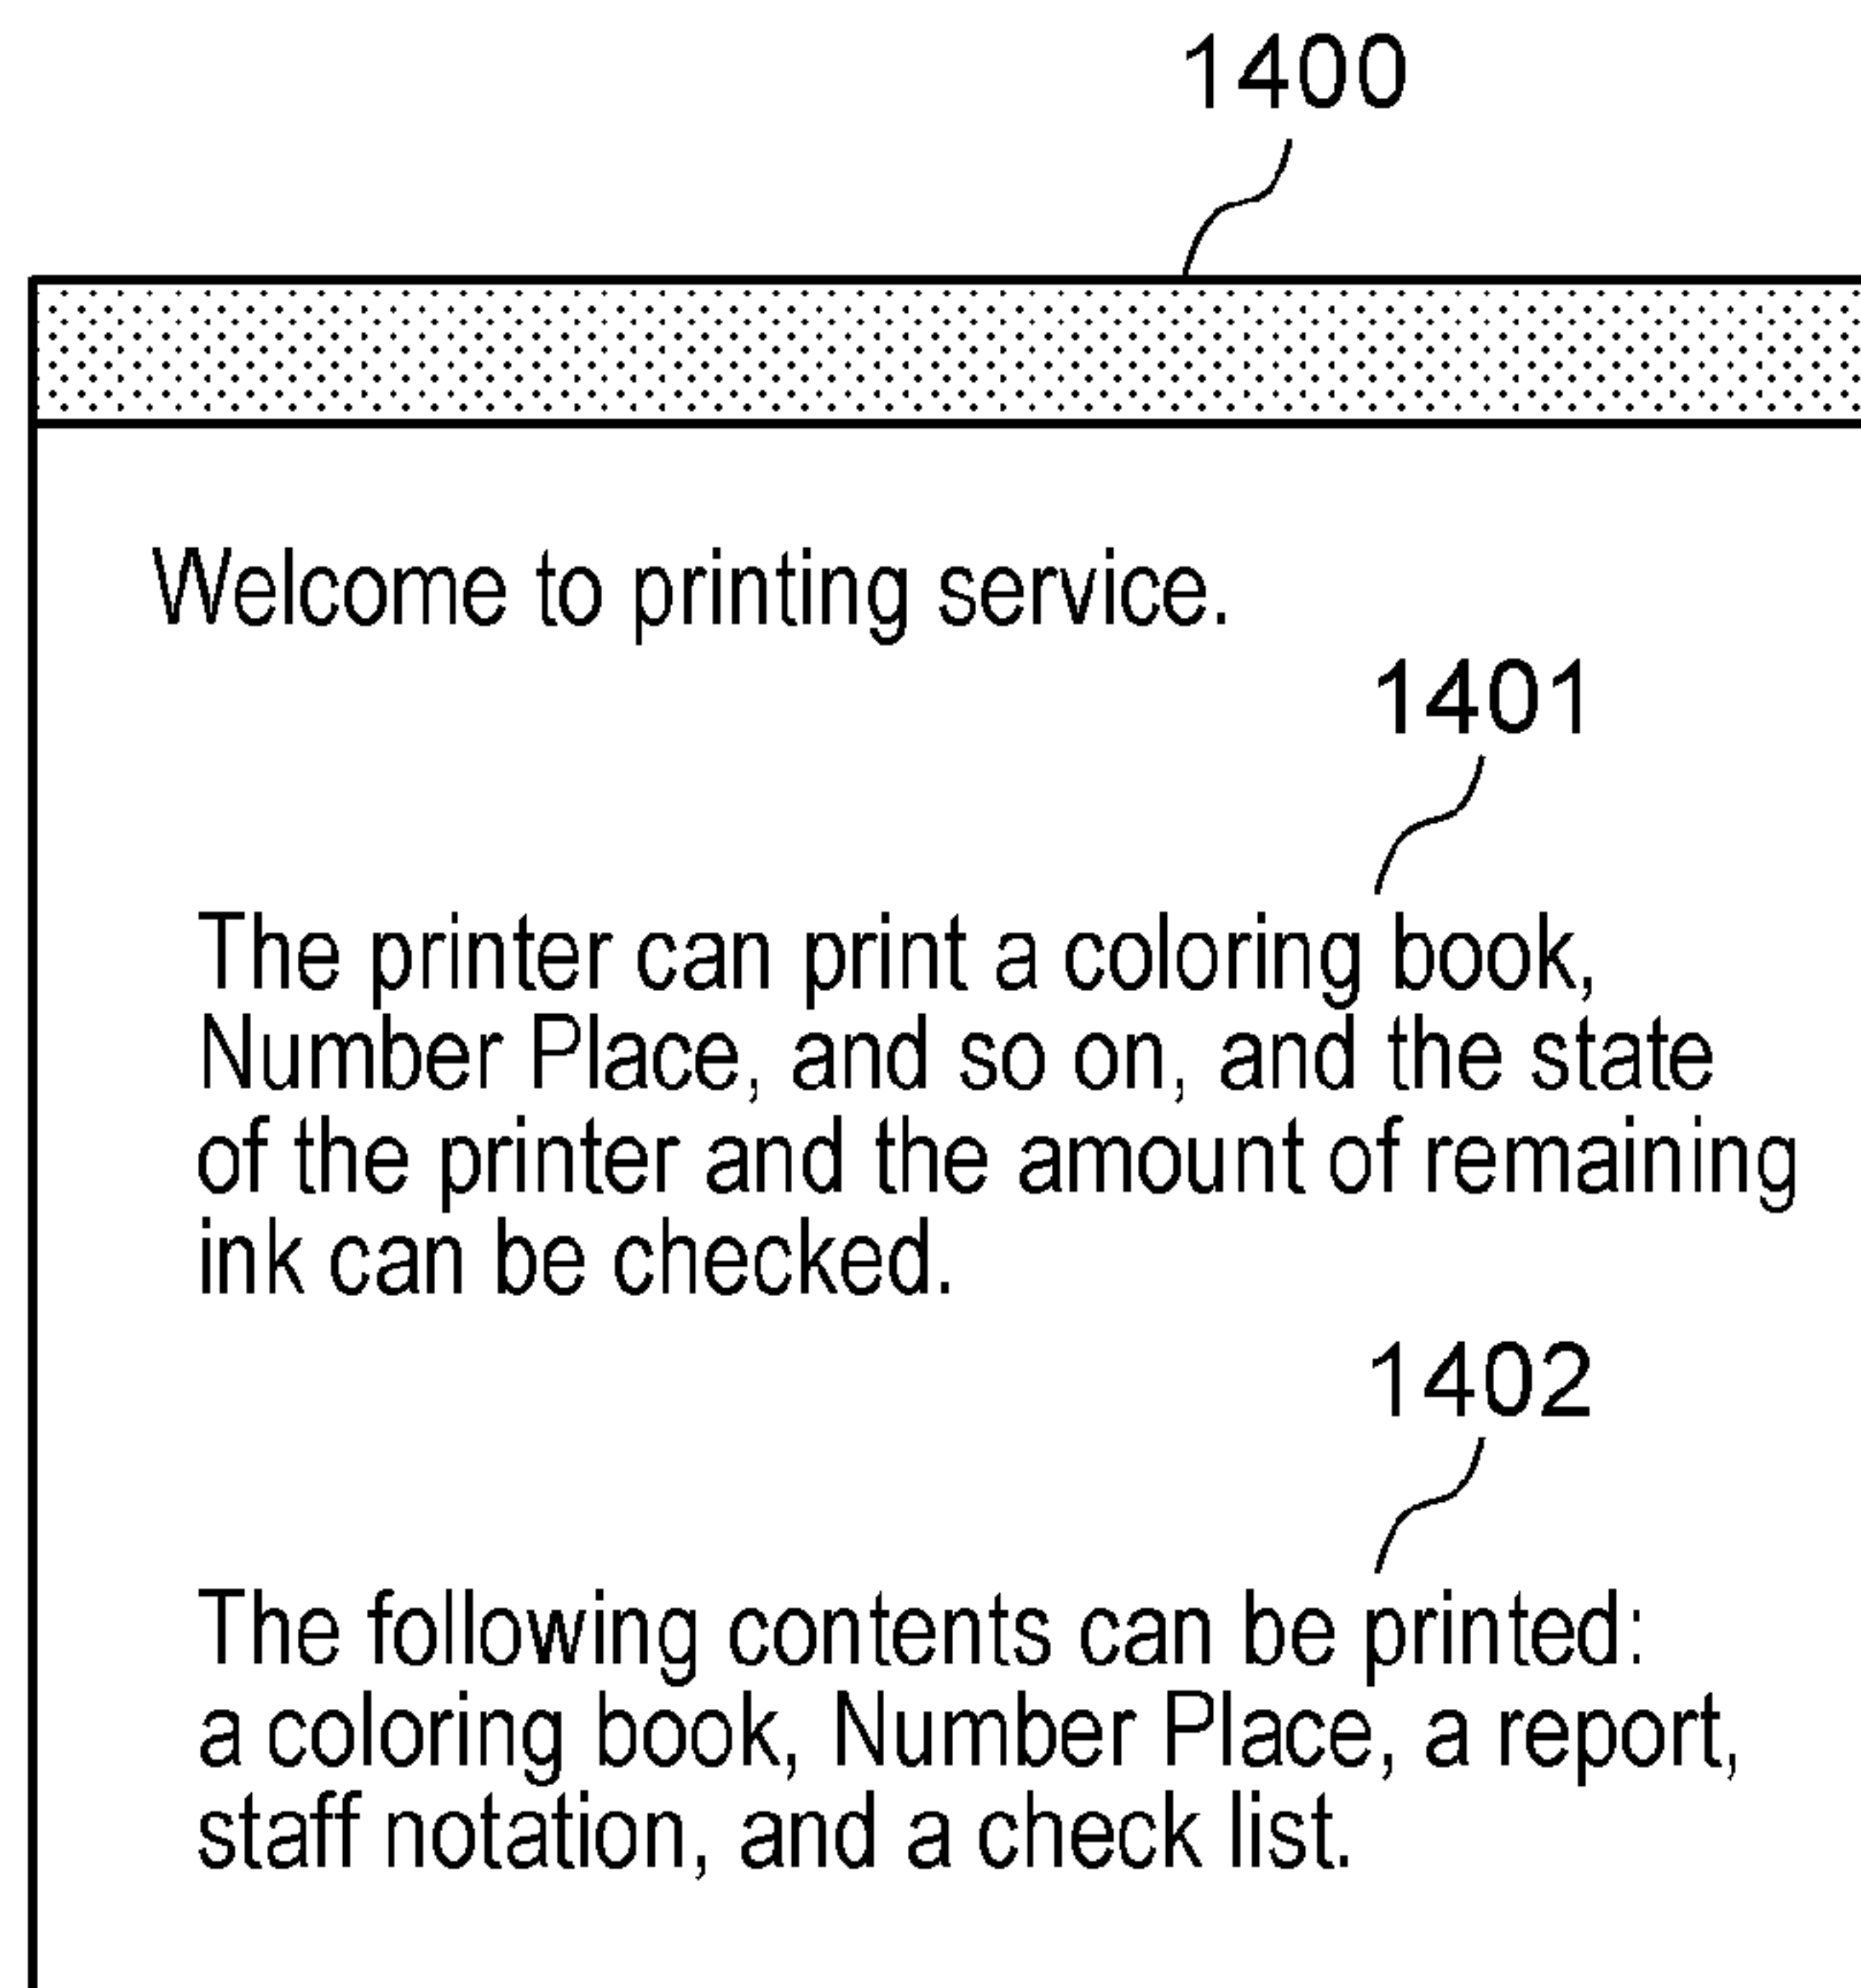 1400
Welcome to printing service.
1401
The printer can print a coloring book,
Number Place, and so on, and the state
of the printer and the amount of remaining
ink can be checked.
1402
The following contents can be printed:
a coloring book, Number Place, a report,
staff notation, and a check list.